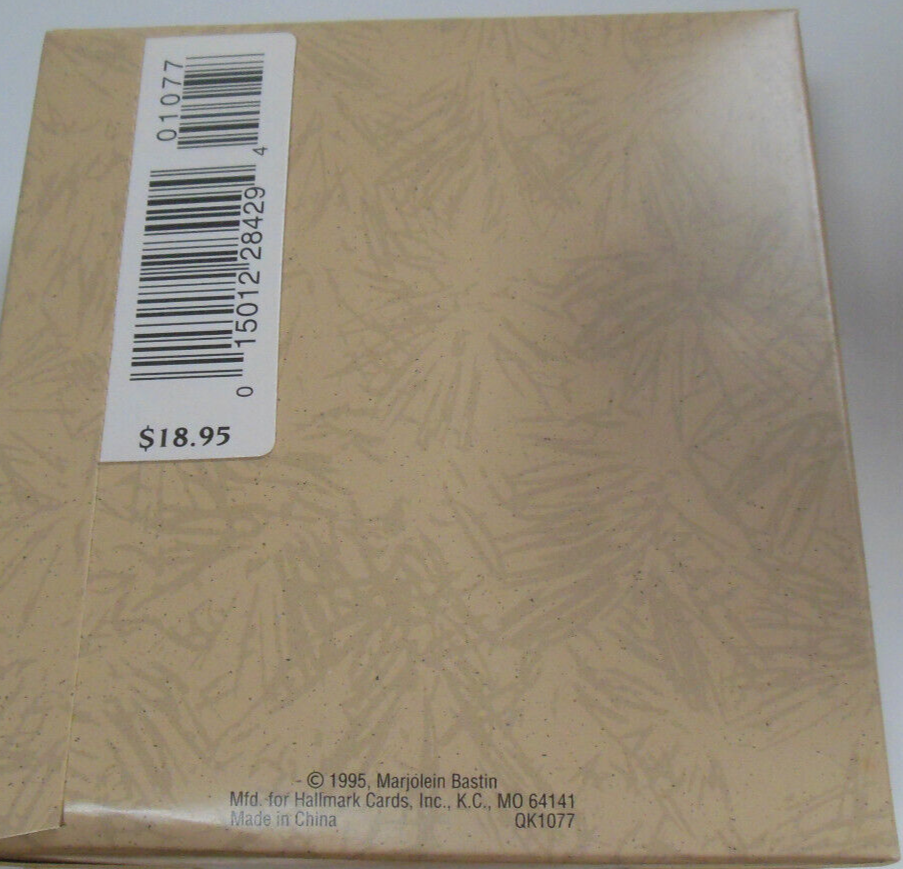 01077
0 15012 28429 4
$18.95
© 1995, Marjolein Bastin
Mfd. for Hallmark Cards, Inc., K.C., MO 64141
Made in China QK1077